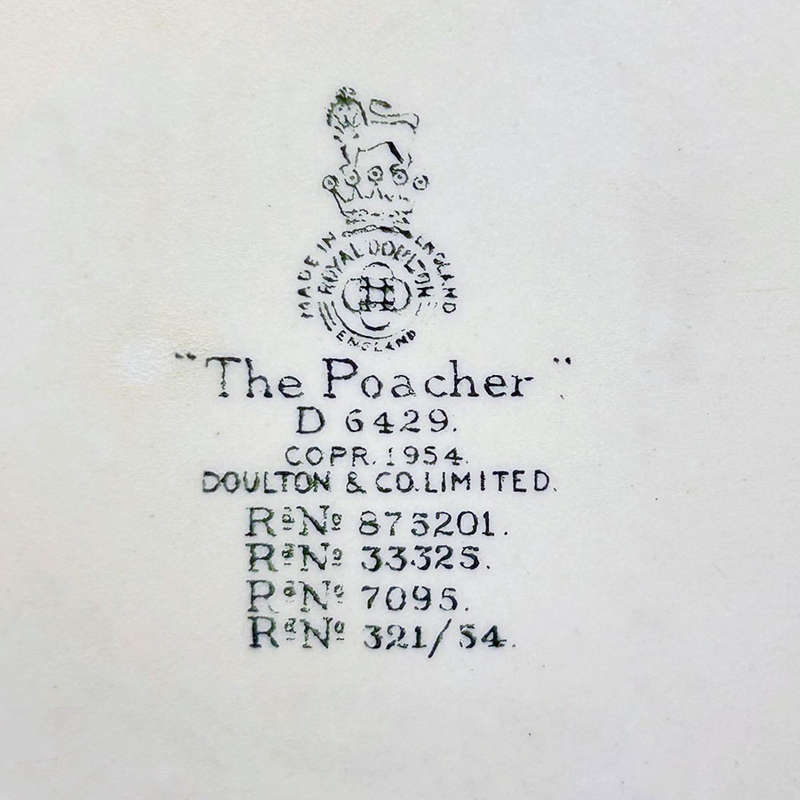 MADE IN ENGLAND
ROYAL DOULTON
ENGLAND
"The Poacher"
D 6429.
COPR. 1954.
DOULTON & CO. LIMITED.
Rᵈ Nº 875201.
Rᵈ Nº 33325.
Rᵈ Nº 7095.
Rᵈ Nº 321/54.